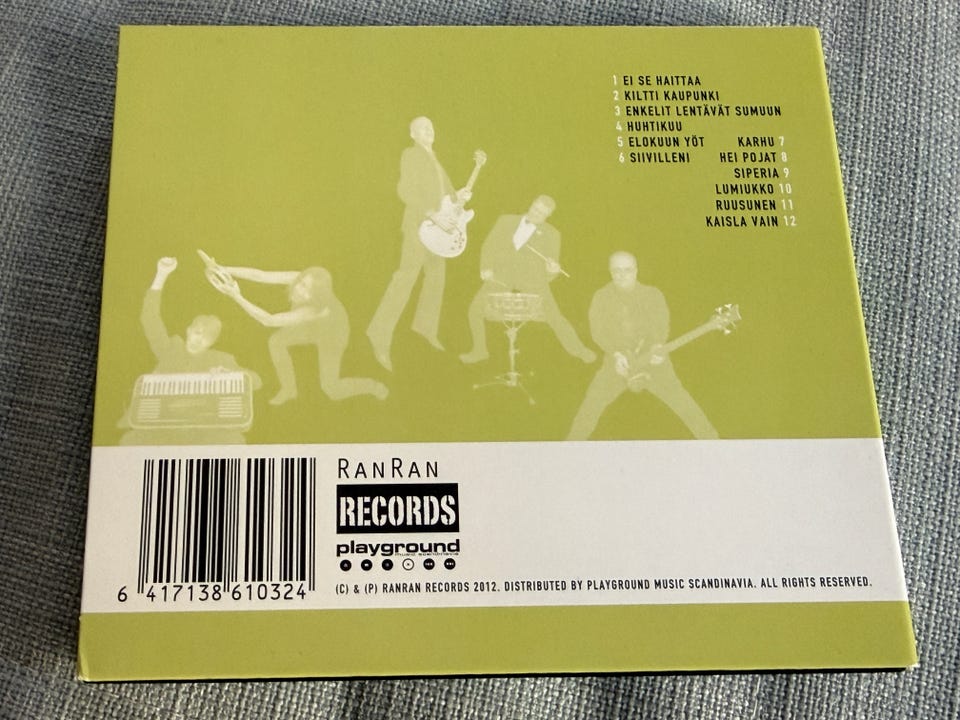 1 EI SE HAITTAA
2 KILTTI KAUPUNKI
3 ENKELIT LENTÄVÄT SUMUUN
4 HUHTIKUU
5 ELOKUUN YÖT
6 SIIVILLENI
KARHU 7
HEI POJAT 8
SIPERIA 9
LUMIUKKO 10
RUUSUNEN 11
KAISLA VAIN 12
RANRAN
RECORDS
playground
music scandinavia
6 417138 610324
(C) & (P) RANRAN RECORDS 2012. DISTRIBUTED BY PLAYGROUND MUSIC SCANDINAVIA. ALL RIGHTS RESERVED.